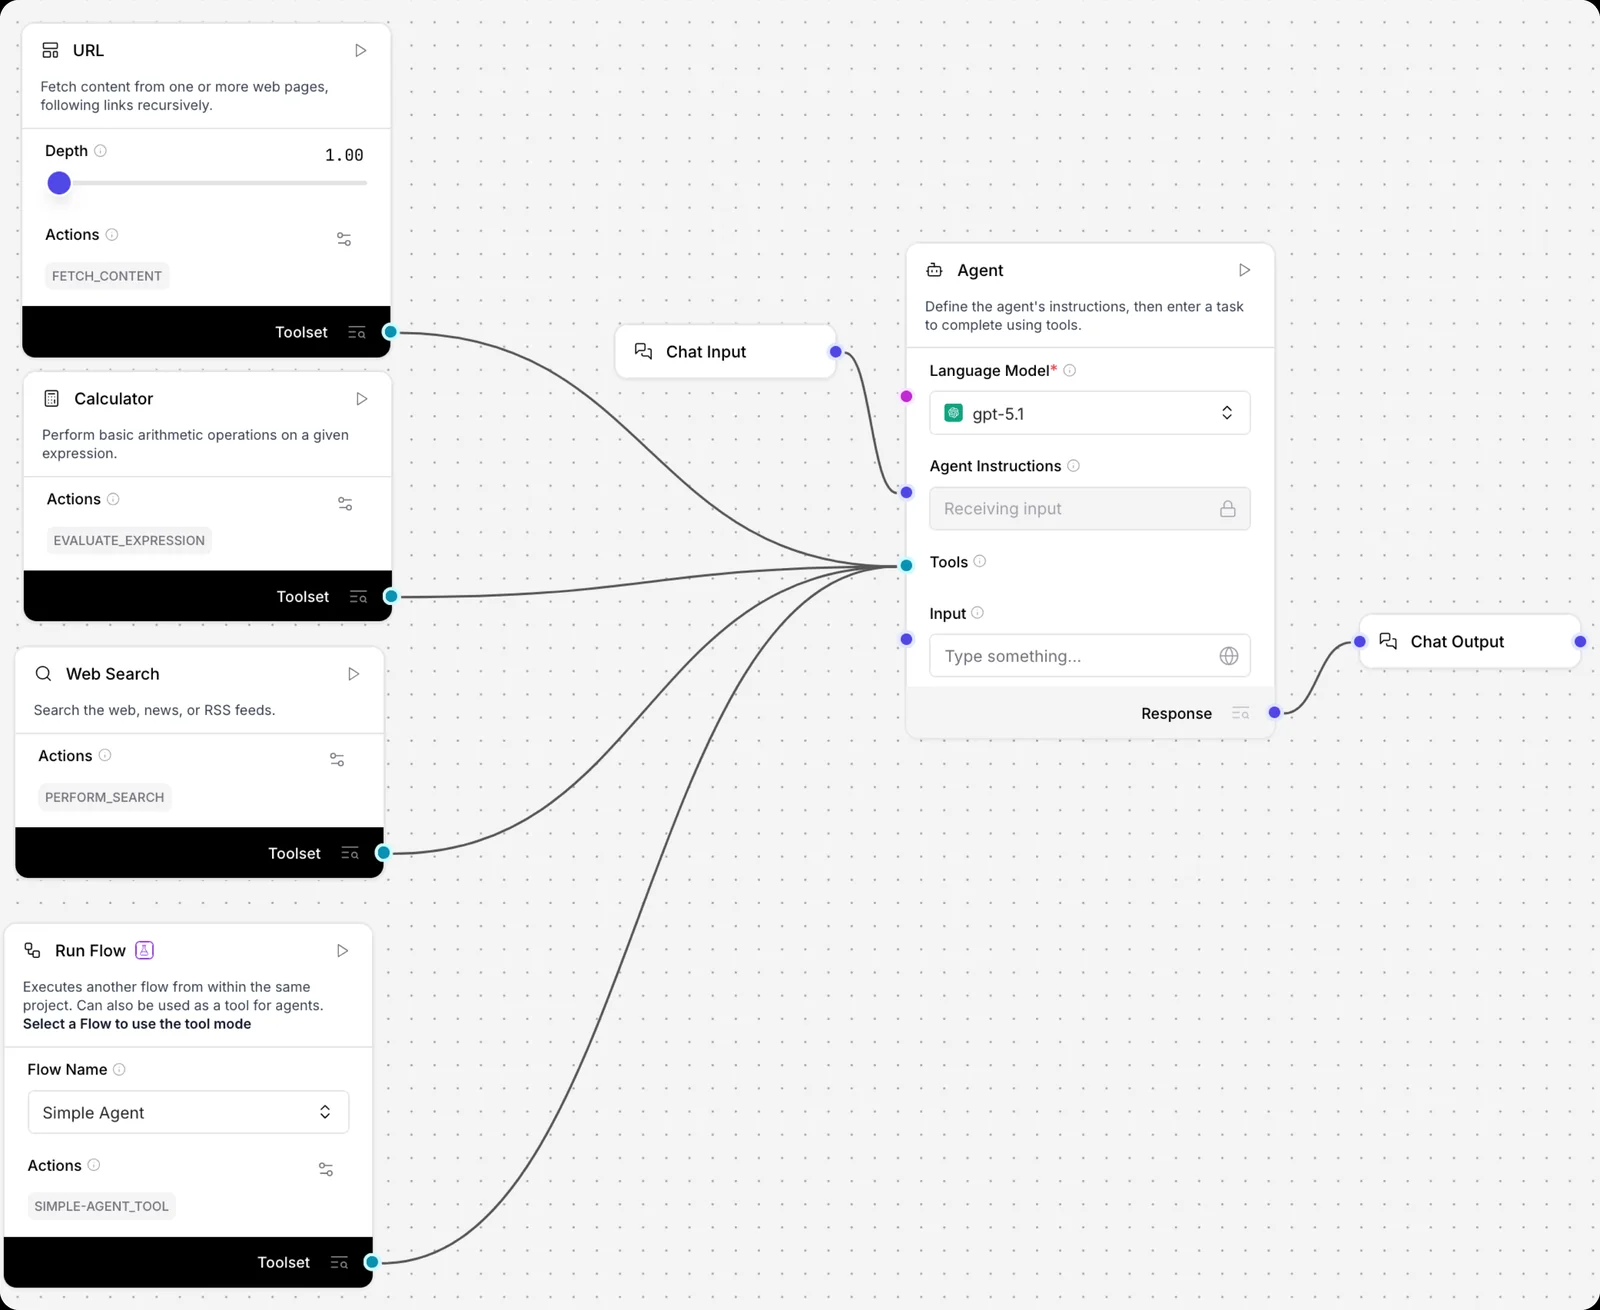 URL
Fetch content from one or more web pages,
following links recursively.
Depth
1.00
Actions
FETCH_CONTENT
Toolset
Calculator
Perform basic arithmetic operations on a given
expression.
Actions
EVALUATE_EXPRESSION
Toolset
Web Search
Search the web, news, or RSS feeds.
Actions
PERFORM_SEARCH
Toolset
Run Flow
Executes another flow from within the same
project. Can also be used as a tool for agents.
Select a Flow to use the tool mode
Flow Name
Simple Agent
Actions
SIMPLE-AGENT_TOOL
Toolset
Chat Input
Agent
Define the agent's instructions, then enter a task
to complete using tools.
Language Model*
gpt-5.1
Agent Instructions
Receiving input
Tools
Input
Type something...
Response
Chat Output